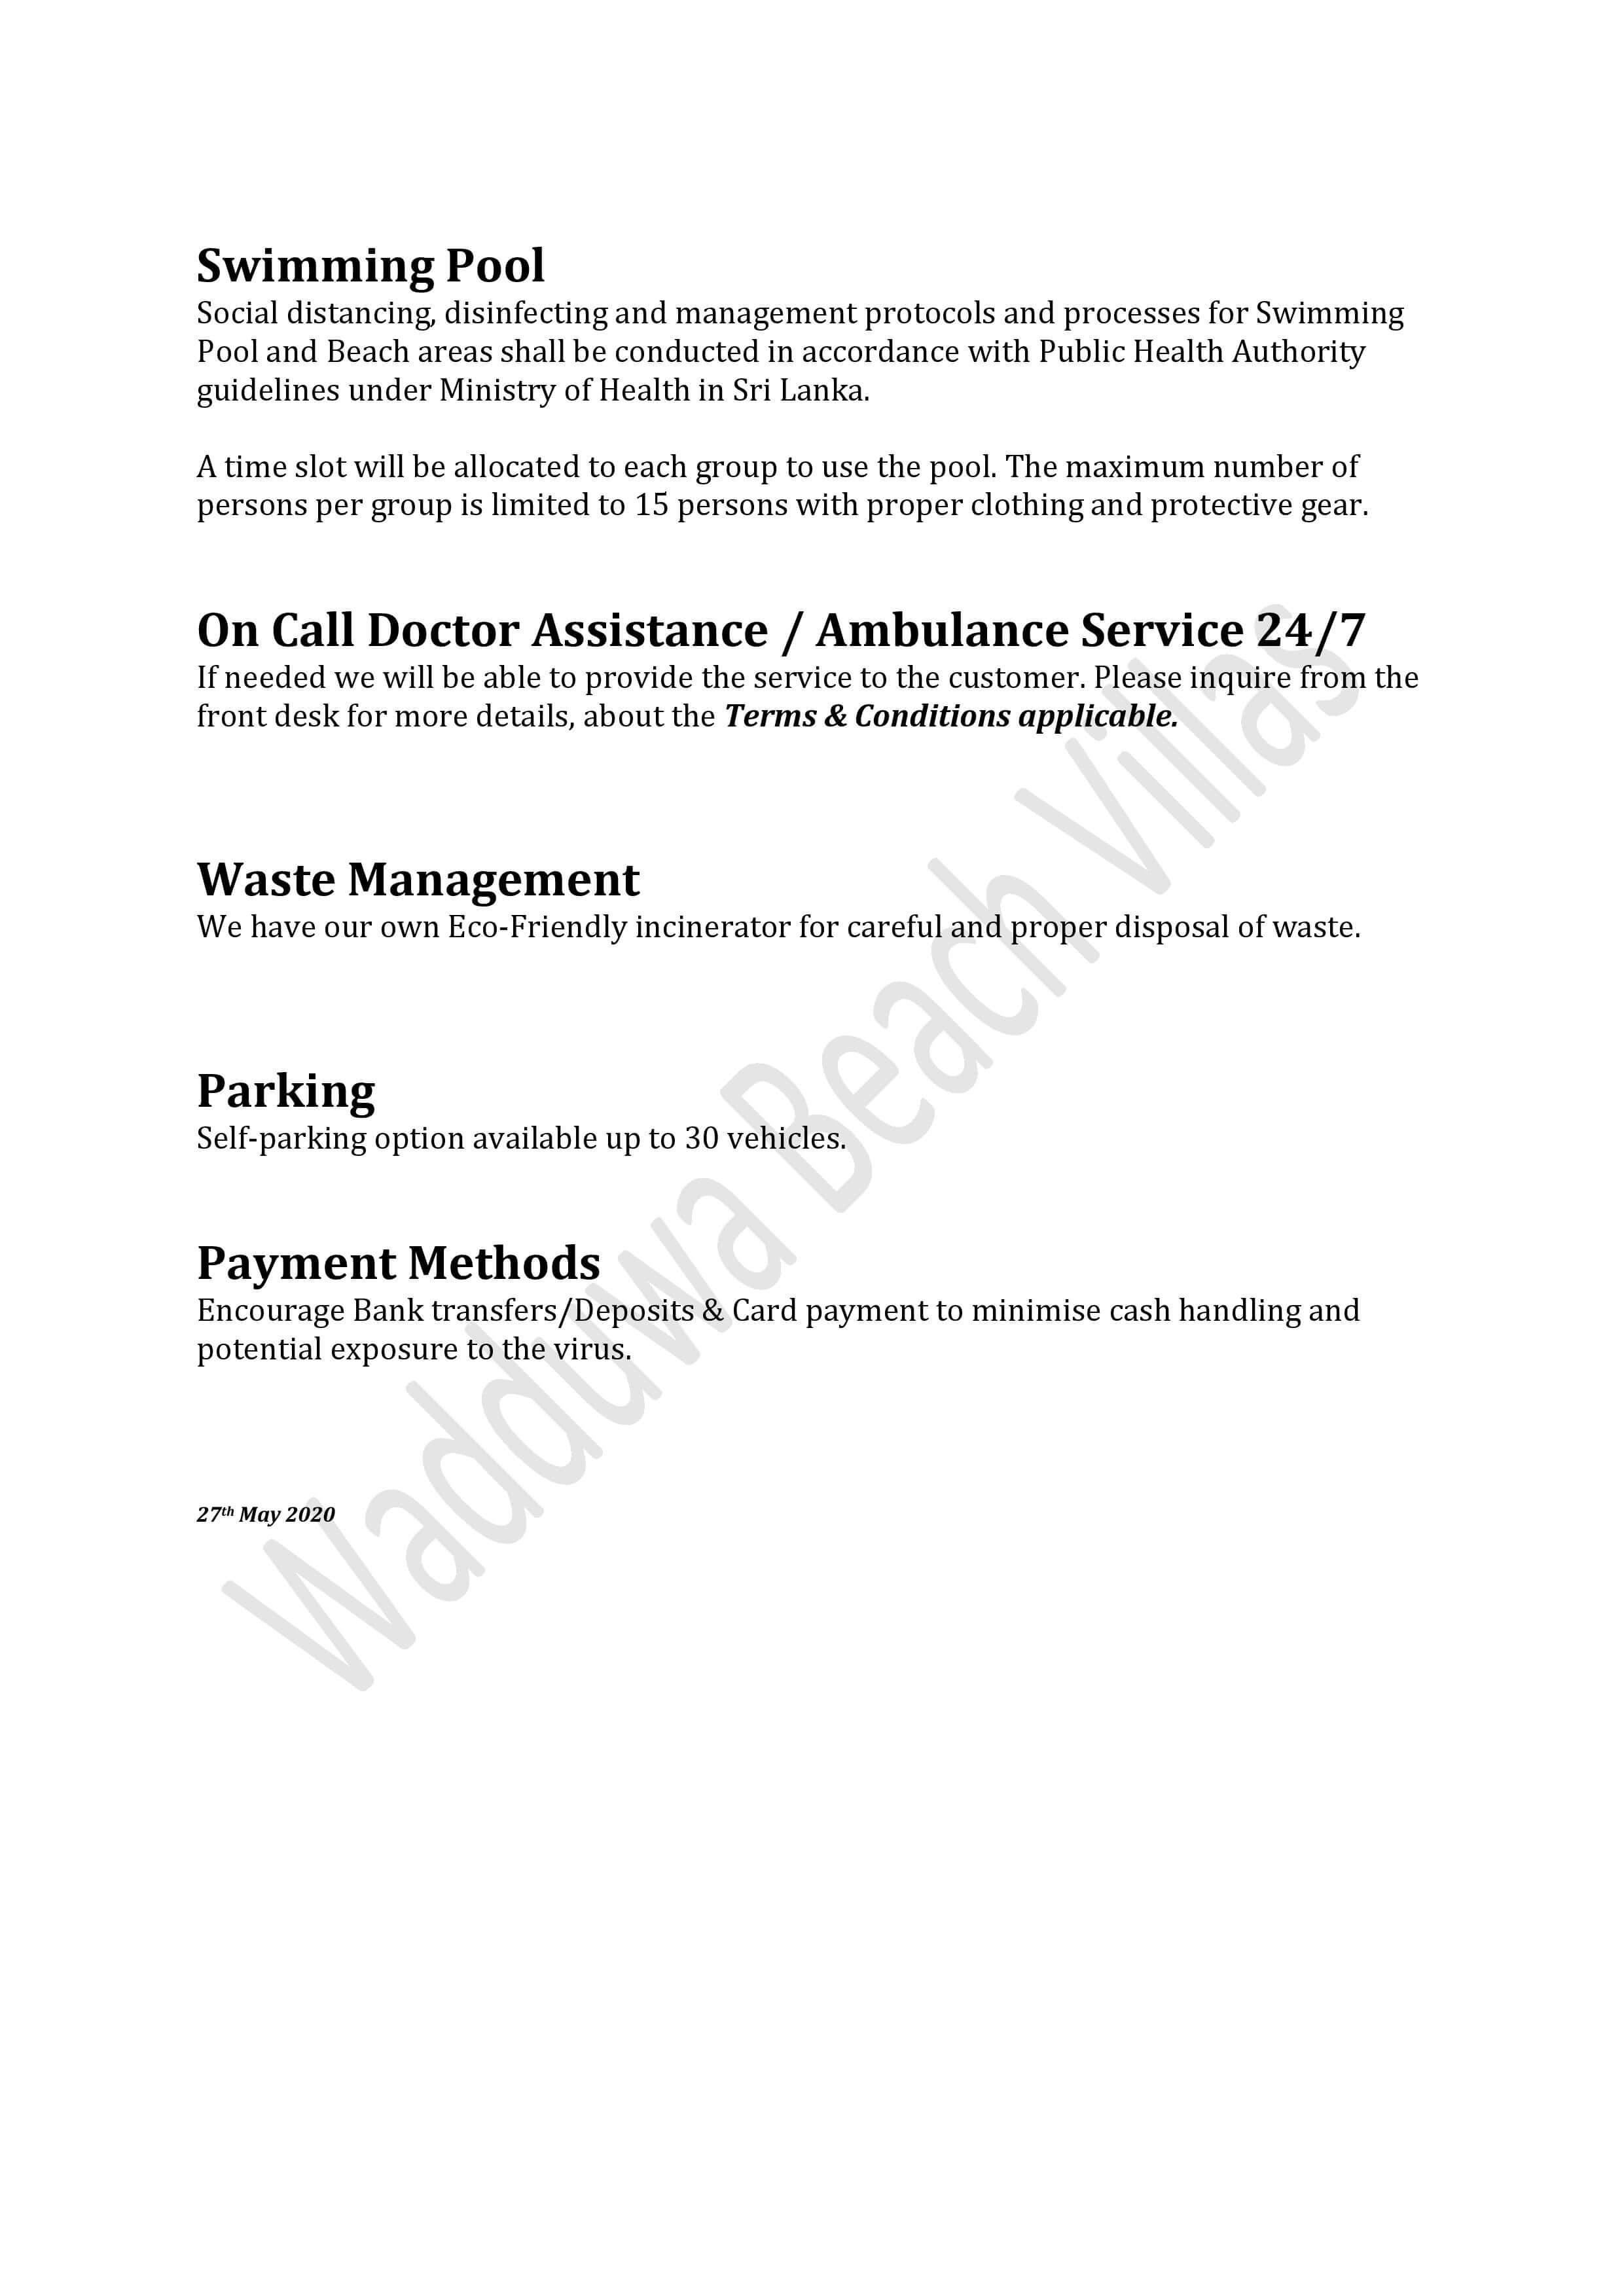 Swimming Pool
Social distancing, disinfecting and management protocols and processes for Swimming
Pool and Beach areas shall be conducted in accordance with Public Health Authority
guidelines under Ministry of Health in Sri Lanka.
A time slot will be allocated to each group to use the pool. The maximum number of
persons per group is limited to 15 persons with proper clothing and protective gear.
On Call Doctor Assistance / Ambulance Service 24/7
If needed we will be able to provide the service to the customer. Please inquire from the
front desk for more details, about the Terms & Conditions applicable.
Waste Management
We have our own Eco-Friendly incinerator for careful and proper disposal of waste.
Parking
Self-parking option available up to 30 vehicles.
Payment Methods
Encourage Bank transfers/Deposits & Card payment to minimise cash handling and
potential exposure to the virus.
27th May 2020
Wadduwa Beach Villas